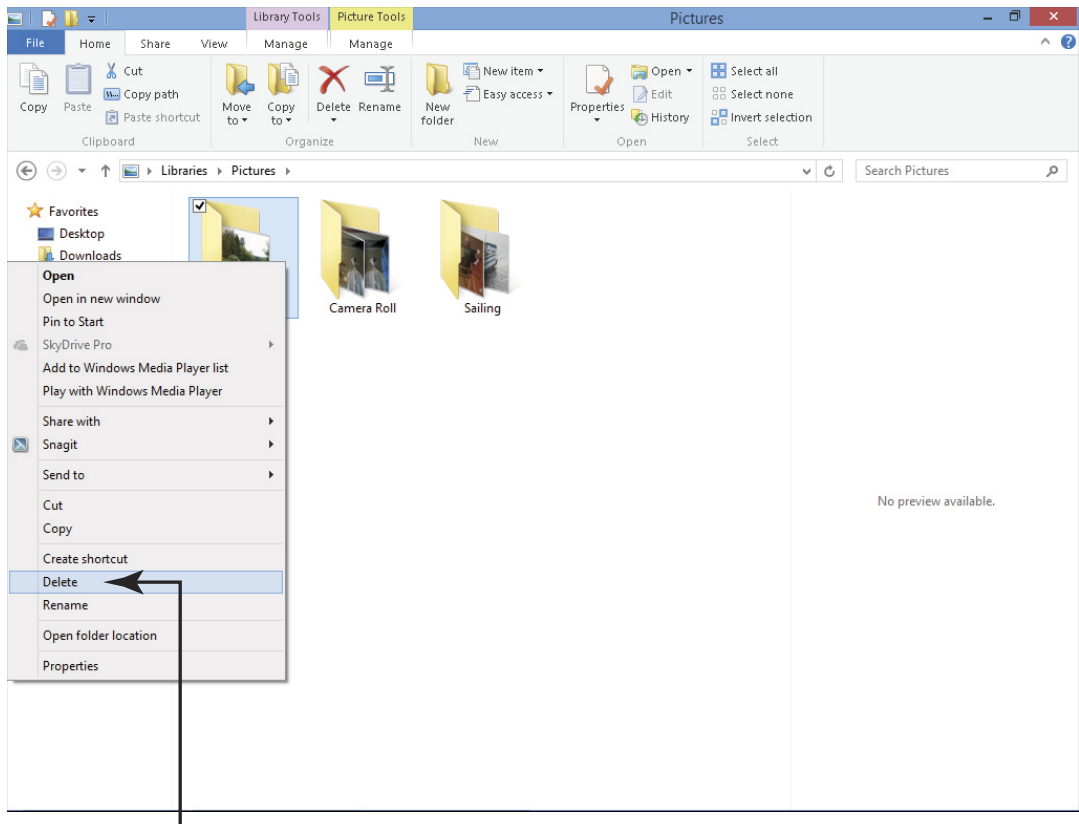 Library Tools Picture Tools Pictures
File Home Share View Manage Manage
Copy
Paste
Cut
Copy path
Paste shortcut
Clipboard
Move to
Copy to
Delete
Rename
Organize
New folder
New item
Easy access
New
Properties
Open
Edit
History
Open
Select all
Select none
Invert selection
Select
Libraries Pictures
Search Pictures
Favorites
Desktop
Downloads
Camera Roll
Sailing
Open
Open in new window
Pin to Start
SkyDrive Pro
Add to Windows Media Player list
Play with Windows Media Player
Share with
Snagit
Send to
Cut
Copy
Create shortcut
Delete
Rename
Open folder location
Properties
No preview available.